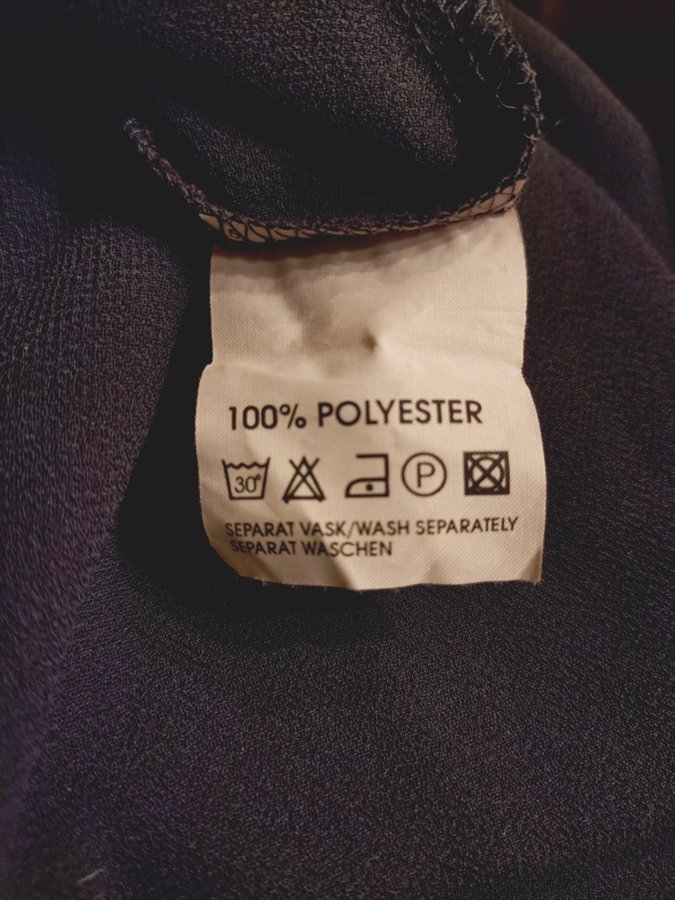 100% POLYESTER
30° P
SEPARAT VASK/WASH SEPARATELY
SEPARAT WASCHEN